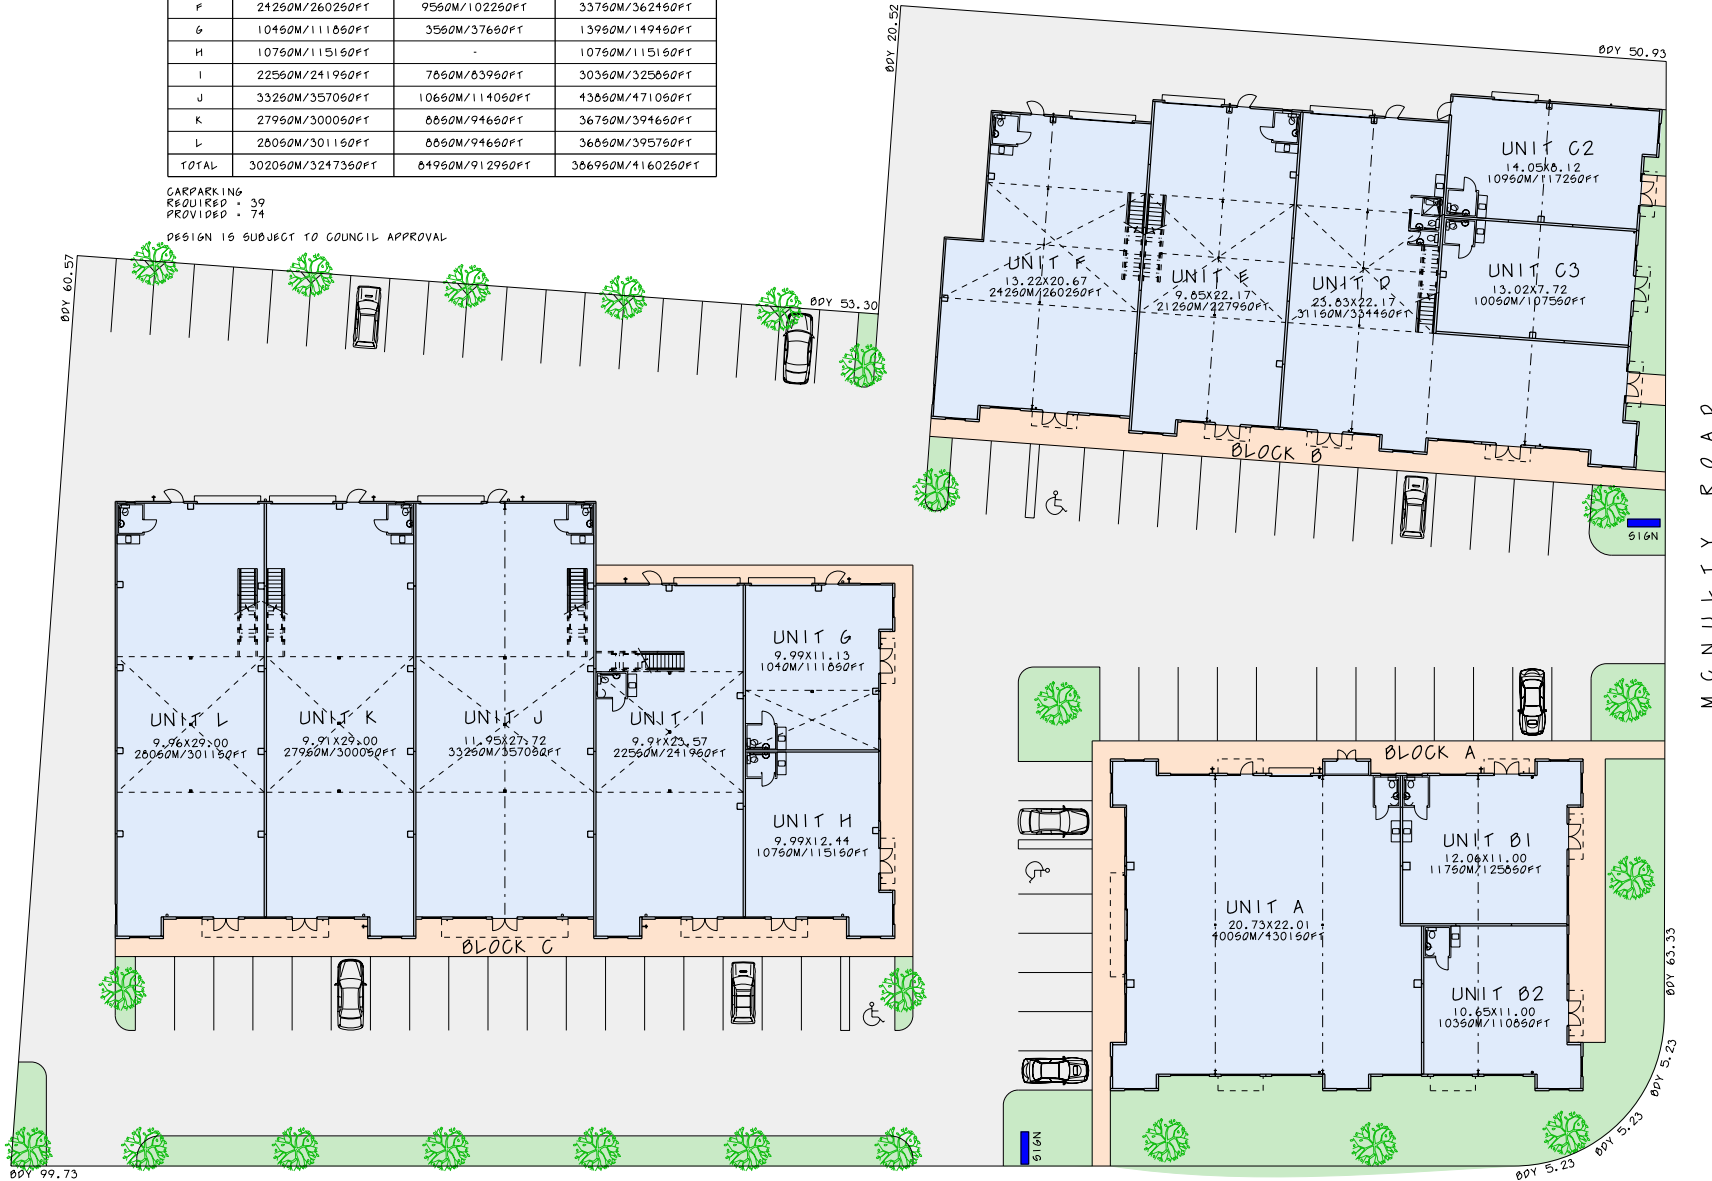 F 242SQM/2602SQFT 95SQM/1022SQFT 337SQM/3624SQFT
G 104SQM/1118SQFT 35SQM/376SQFT 139SQM/1494SQFT
H 107SQM/1151SQFT - 107SQM/1151SQFT
I 225SQM/2419SQFT 78SQM/839SQFT 303SQM/3258SQFT
J 332SQM/3570SQFT 106SQM/1140SQFT 438SQM/4710SQFT
K 279SQM/3000SQFT 88SQM/946SQFT 367SQM/3946SQFT
L 280SQM/3011SQFT 88SQM/946SQFT 368SQM/3957SQFT
TOTAL 3020SQM/32473SQFT 849SQM/9129SQFT 3869SQM/41602SQFT
CARPARKING
REQUIRED = 39
PROVIDED = 74
DESIGN IS SUBJECT TO COUNCIL APPROVAL
BDY 20.52
BDY 50.93
BDY 60.57
BDY 53.30
UNIT C2
14.05X8.12
109SQM/1172SQFT
UNIT C3
13.02X7.72
100SQM/1075SQFT
UNIT F
13.22X20.67
242SQM/2602SQFT
UNIT E
9.85X22.17
212SQM/2279SQFT
UNIT D
23.83X22.17
311SQM/3344SQFT
BLOCK B
SIGN
MCNULTY ROAD
UNIT G
9.99X11.13
104QM/1118SQFT
UNIT L
9.96X29.00
280SQM/3011SQFT
UNIT K
9.91X29.00
279SQM/3000SQFT
UNIT J
11.95X27.72
332SQM/3570SQFT
UNIT I
9.91X23.57
225SQM/2419SQFT
UNIT H
9.99X12.44
107SQM/1151SQFT
BLOCK C
BLOCK A
UNIT B1
12.06X11.00
117SQM/1258SQFT
UNIT A
20.73X22.01
400SQM/4301SQFT
UNIT B2
10.65X11.00
103SQM/1108SQFT
BDY 63.33
BDY 5.23
BDY 5.23
BDY 5.23
SIGN
BDY 99.73